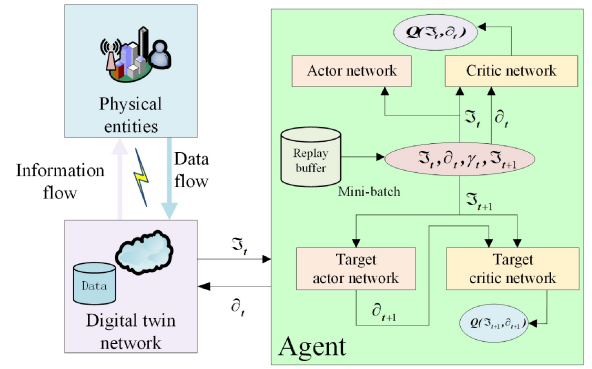 Physical
entities
Information
flow
Data
flow
Data
Digital twin
network
ℑₜ
∂ₜ
Q(ℑₜ,∂ₜ)
Actor network
Critic network
ℑₜ
∂ₜ
Replay
buffer
Mini-batch
ℑₜ,∂ₜ,γₜ,ℑₜ₊₁
ℑₜ₊₁
Target
actor network
Target
critic network
∂ₜ₊₁
Q(ℑₜ₊₁,∂ₜ₊₁)
Agent